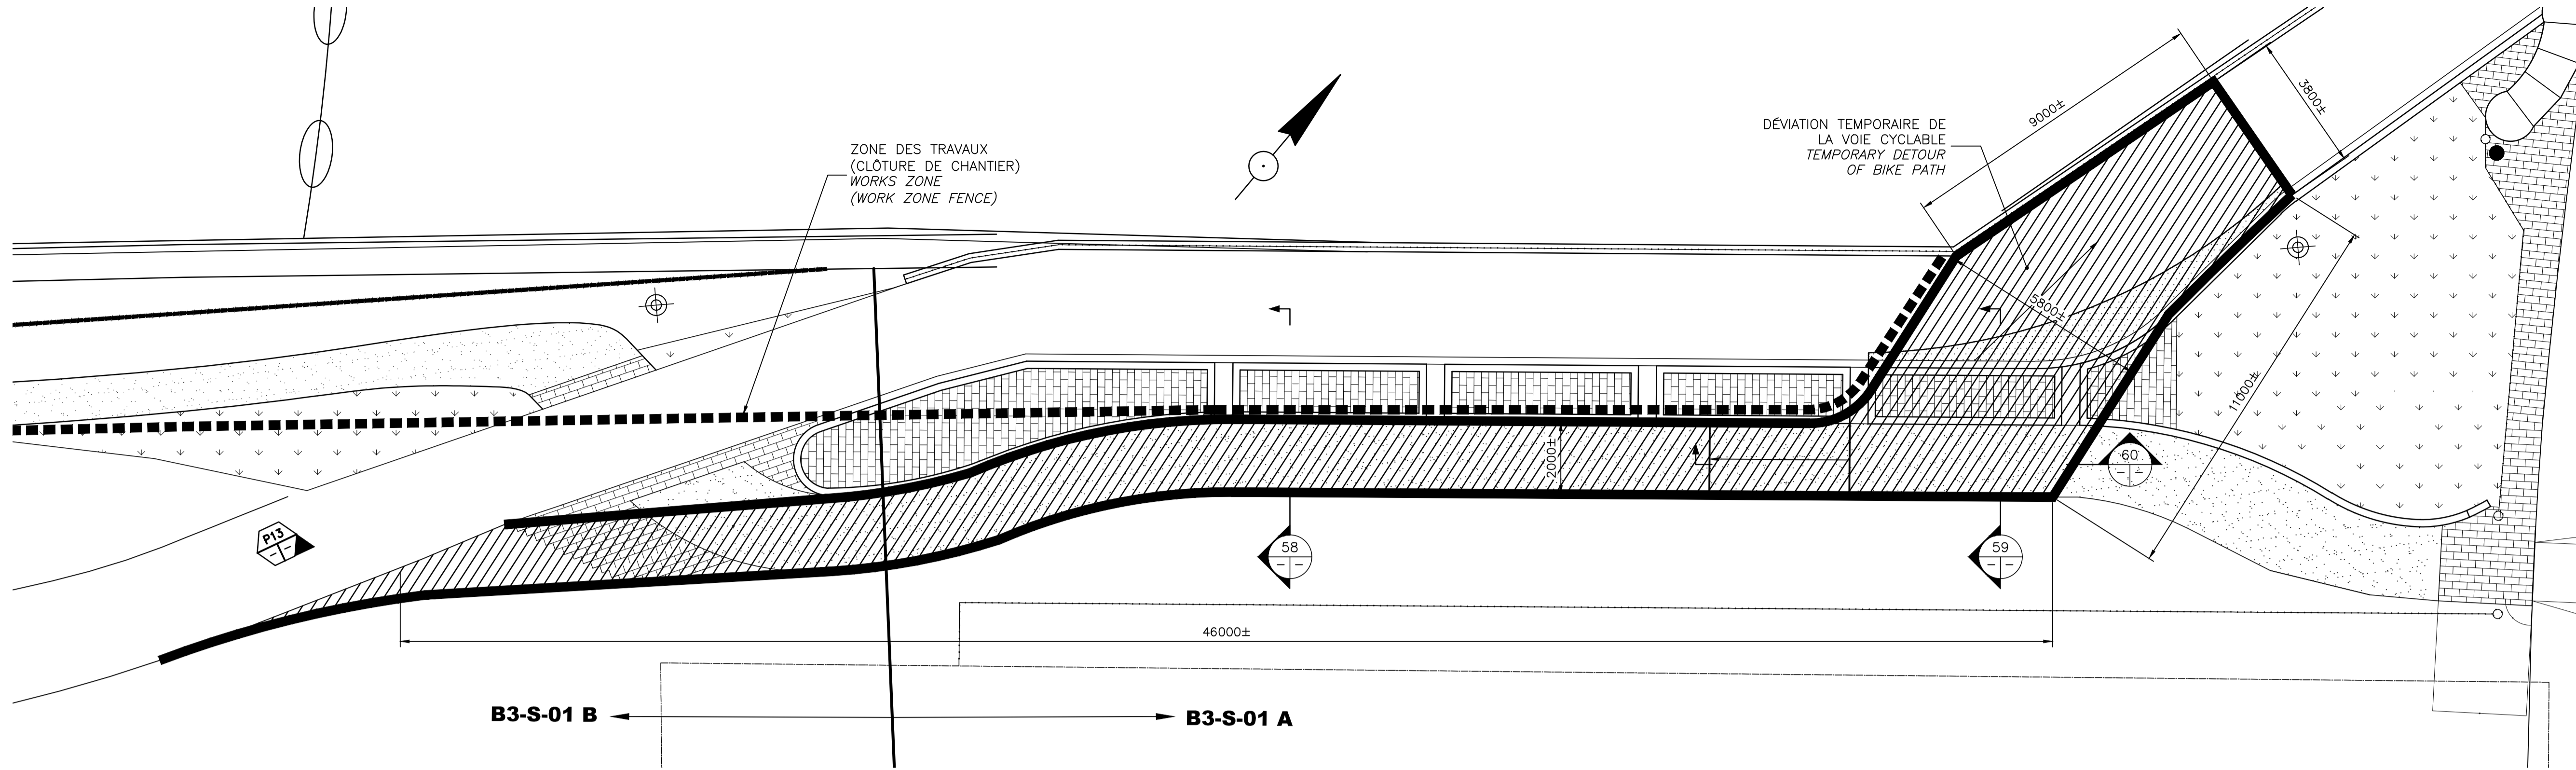 9000±
3800±
DÉVIATION TEMPORAIRE DE
LA VOIE CYCLABLE
TEMPORARY DETOUR
OF BIKE PATH
ZONE DES TRAVAUX
(CLÔTURE DE CHANTIER)
WORKS ZONE
(WORK ZONE FENCE)
5800±
11000±
2000±
60
P13
58
59
46000±
B3-S-01 B
B3-S-01 A